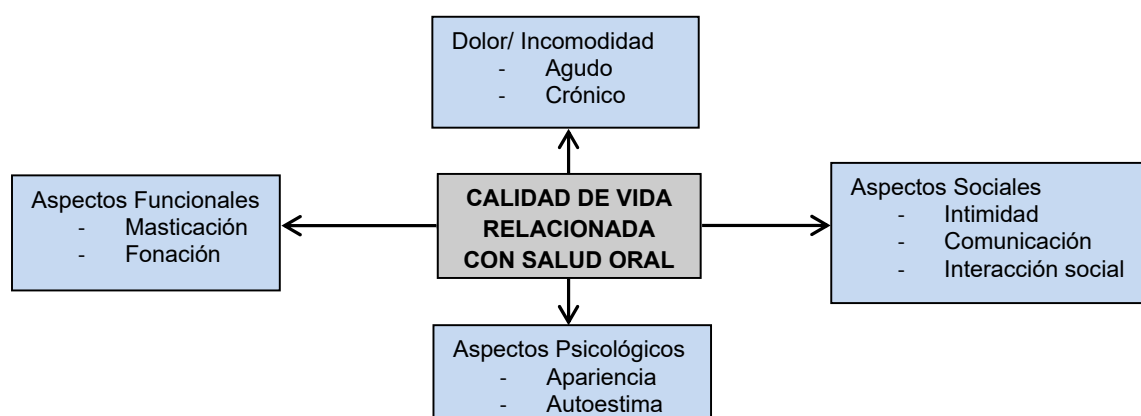 Dolor/ Incomodidad
- Agudo
- Crónico
Aspectos Funcionales
- Masticación
- Fonación
CALIDAD DE VIDA
RELACIONADA
CON SALUD ORAL
Aspectos Sociales
- Intimidad
- Comunicación
- Interacción social
Aspectos Psicológicos
- Apariencia
- Autoestima